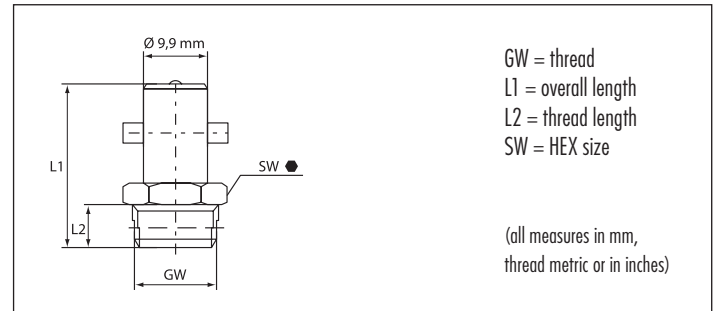 Ø 9,9 mm
L1
SW
L2
GW
GW = thread
L1 = overall length
L2 = thread length
SW = HEX size
(all measures in mm,
thread metric or in inches)